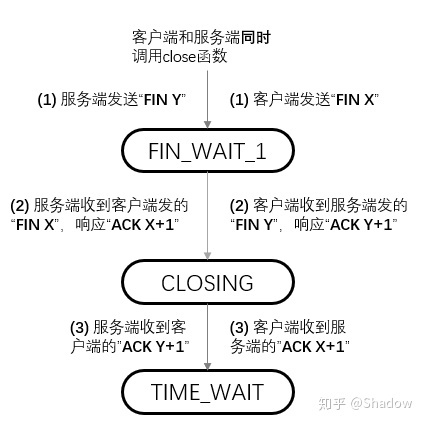 客户端和服务端同时
调用close函数
(1) 服务端发送“FIN Y”
(1) 客户端发送“FIN X”
FIN_WAIT_1
(2) 服务端收到客户端发的
“FIN X”，响应“ACK X+1”
(2) 客户端收到服务端发的
“FIN Y”，响应“ACK Y+1”
CLOSING
(3) 服务端收到客
户端的”ACK Y+1”
(3) 客户端收到服
务端的”ACK X+1”
TIME_WAIT
知乎 @Shadow